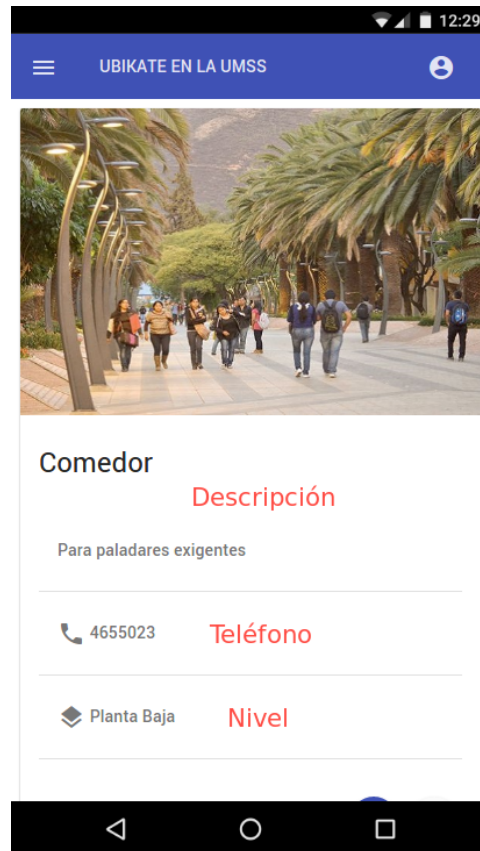 12:29
UBIKATE EN LA UMSS
Comedor
Descripción
Para paladares exigentes
4655023 Teléfono
Planta Baja Nivel